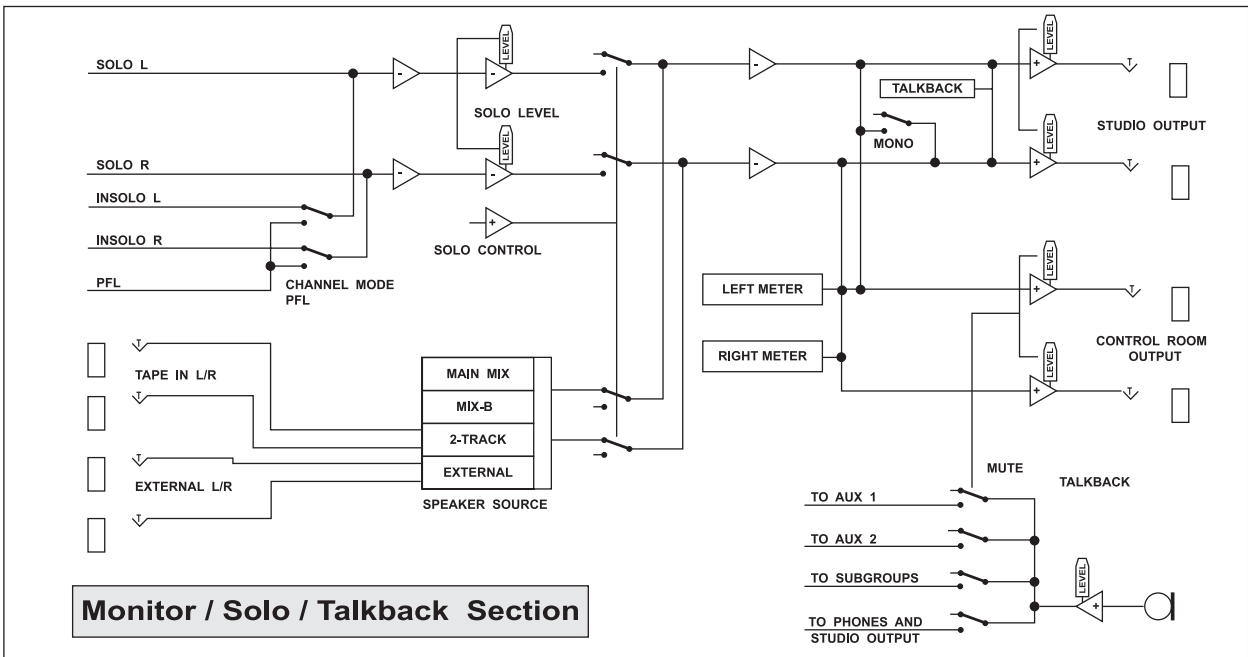 SOLO L
LEVEL
SOLO LEVEL
LEVEL
SOLO R
INSOLO L
INSOLO R
PFL
CHANNEL MODE
PFL
SOLO CONTROL
TALKBACK
MONO
LEVEL
T
STUDIO OUTPUT
LEVEL
T
LEFT METER
RIGHT METER
LEVEL
T
CONTROL ROOM
OUTPUT
LEVEL
T
T
TAPE IN L/R
T
T
EXTERNAL L/R
T
MAIN MIX
MIX-B
2-TRACK
EXTERNAL
SPEAKER SOURCE
MUTE
TALKBACK
TO AUX 1
TO AUX 2
TO SUBGROUPS
TO PHONES AND
STUDIO OUTPUT
LEVEL
Monitor / Solo / Talkback Section